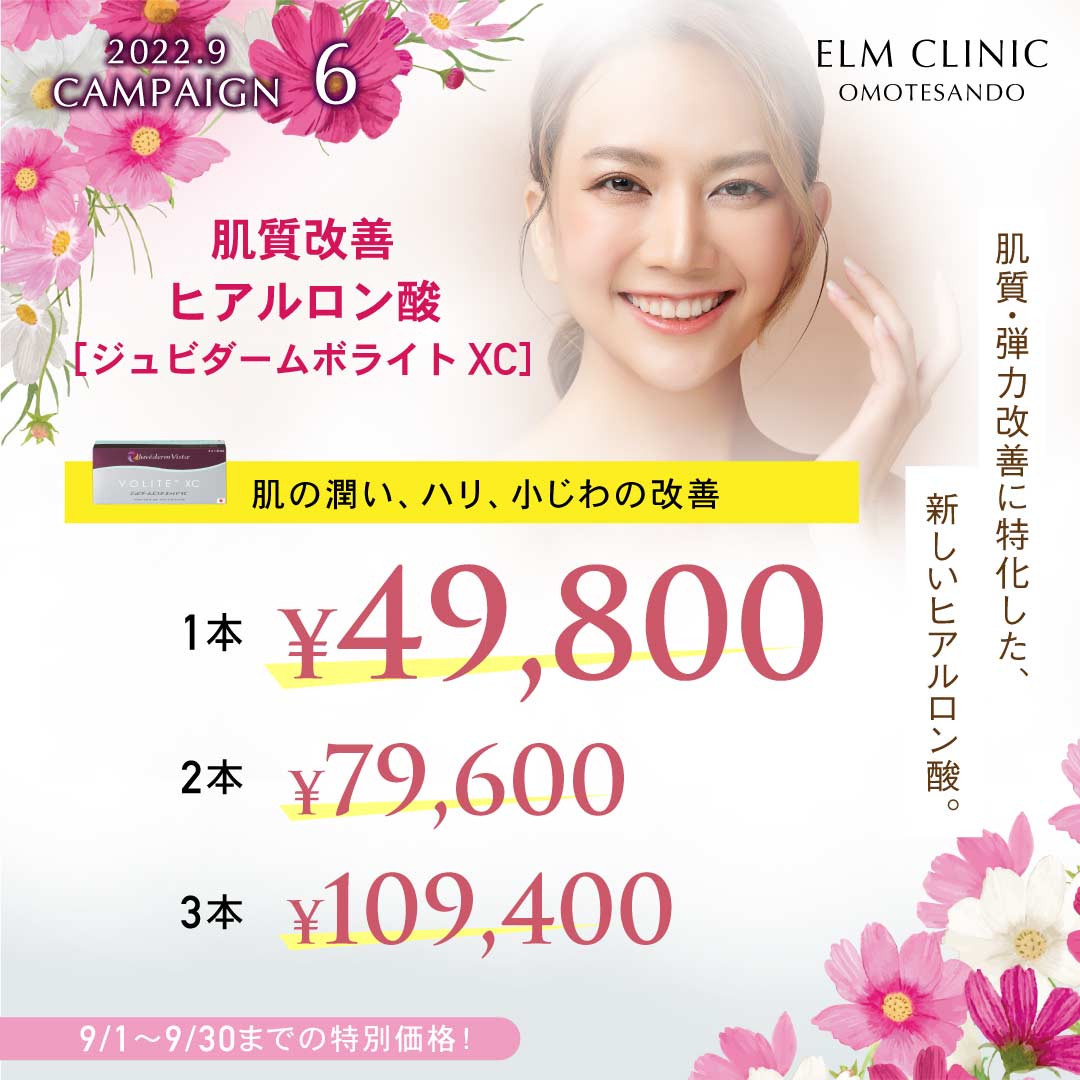 2022.9
CAMPAIGN 6
ELM CLINIC
OMOTESANDO
肌質改善
ヒアルロン酸
[ジュビダームボライト XC]
肌質・弾力改善に特化した、
新しいヒアルロン酸。
Juvéderm Vista
VOLITE™ XC
肌の潤い、ハリ、小じわの改善
1本 ¥49,800
2本 ¥79,600
3本 ¥109,400
9/1〜9/30までの特別価格！